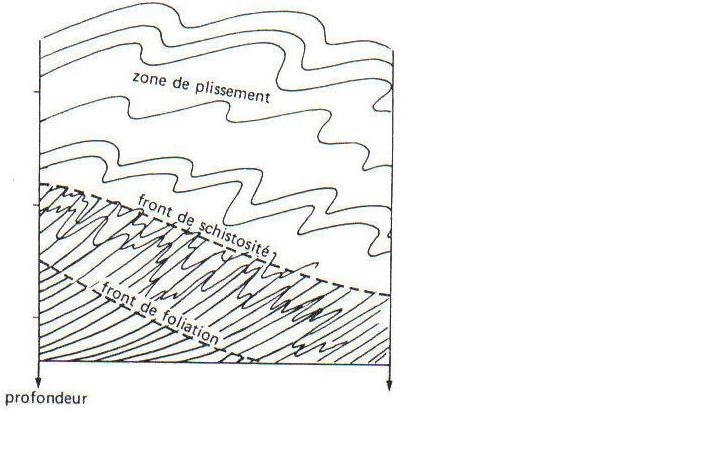 zone de plissement
front de schistosité
front de foliation
profondeur